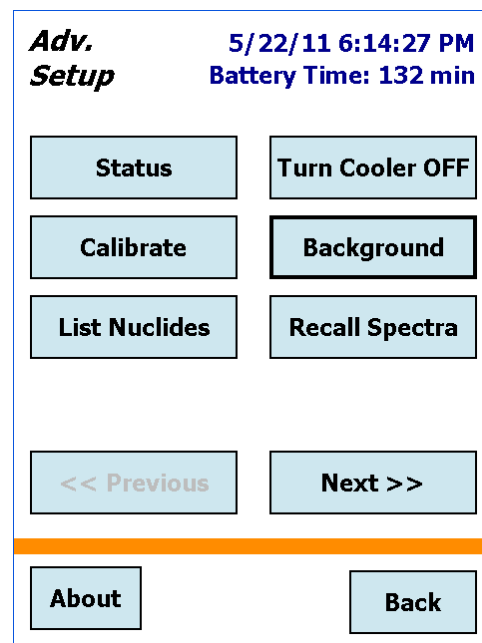 Adv. 5/22/11 6:14:27 PM
Setup Battery Time: 132 min
Status Turn Cooler OFF
Calibrate Background
List Nuclides Recall Spectra
<< Previous Next >>
About Back